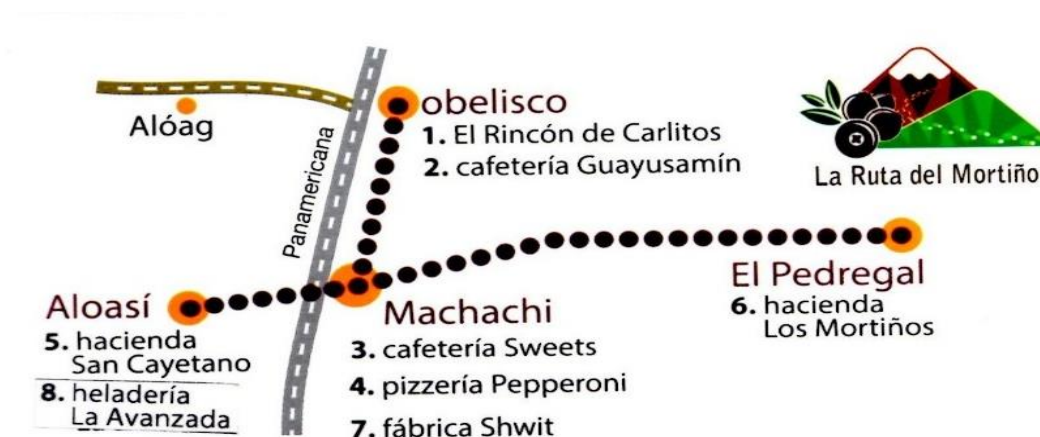 obelisco
1. El Rincón de Carlitos
2. cafetería Guayusamín
Alóag
Panamericana
La Ruta del Mortiño
Aloasí
5. hacienda
San Cayetano
8. heladería
La Avanzada
Machachi
3. cafetería Sweets
4. pizzería Pepperoni
7. fábrica Shwit
El Pedregal
6. hacienda
Los Mortiños